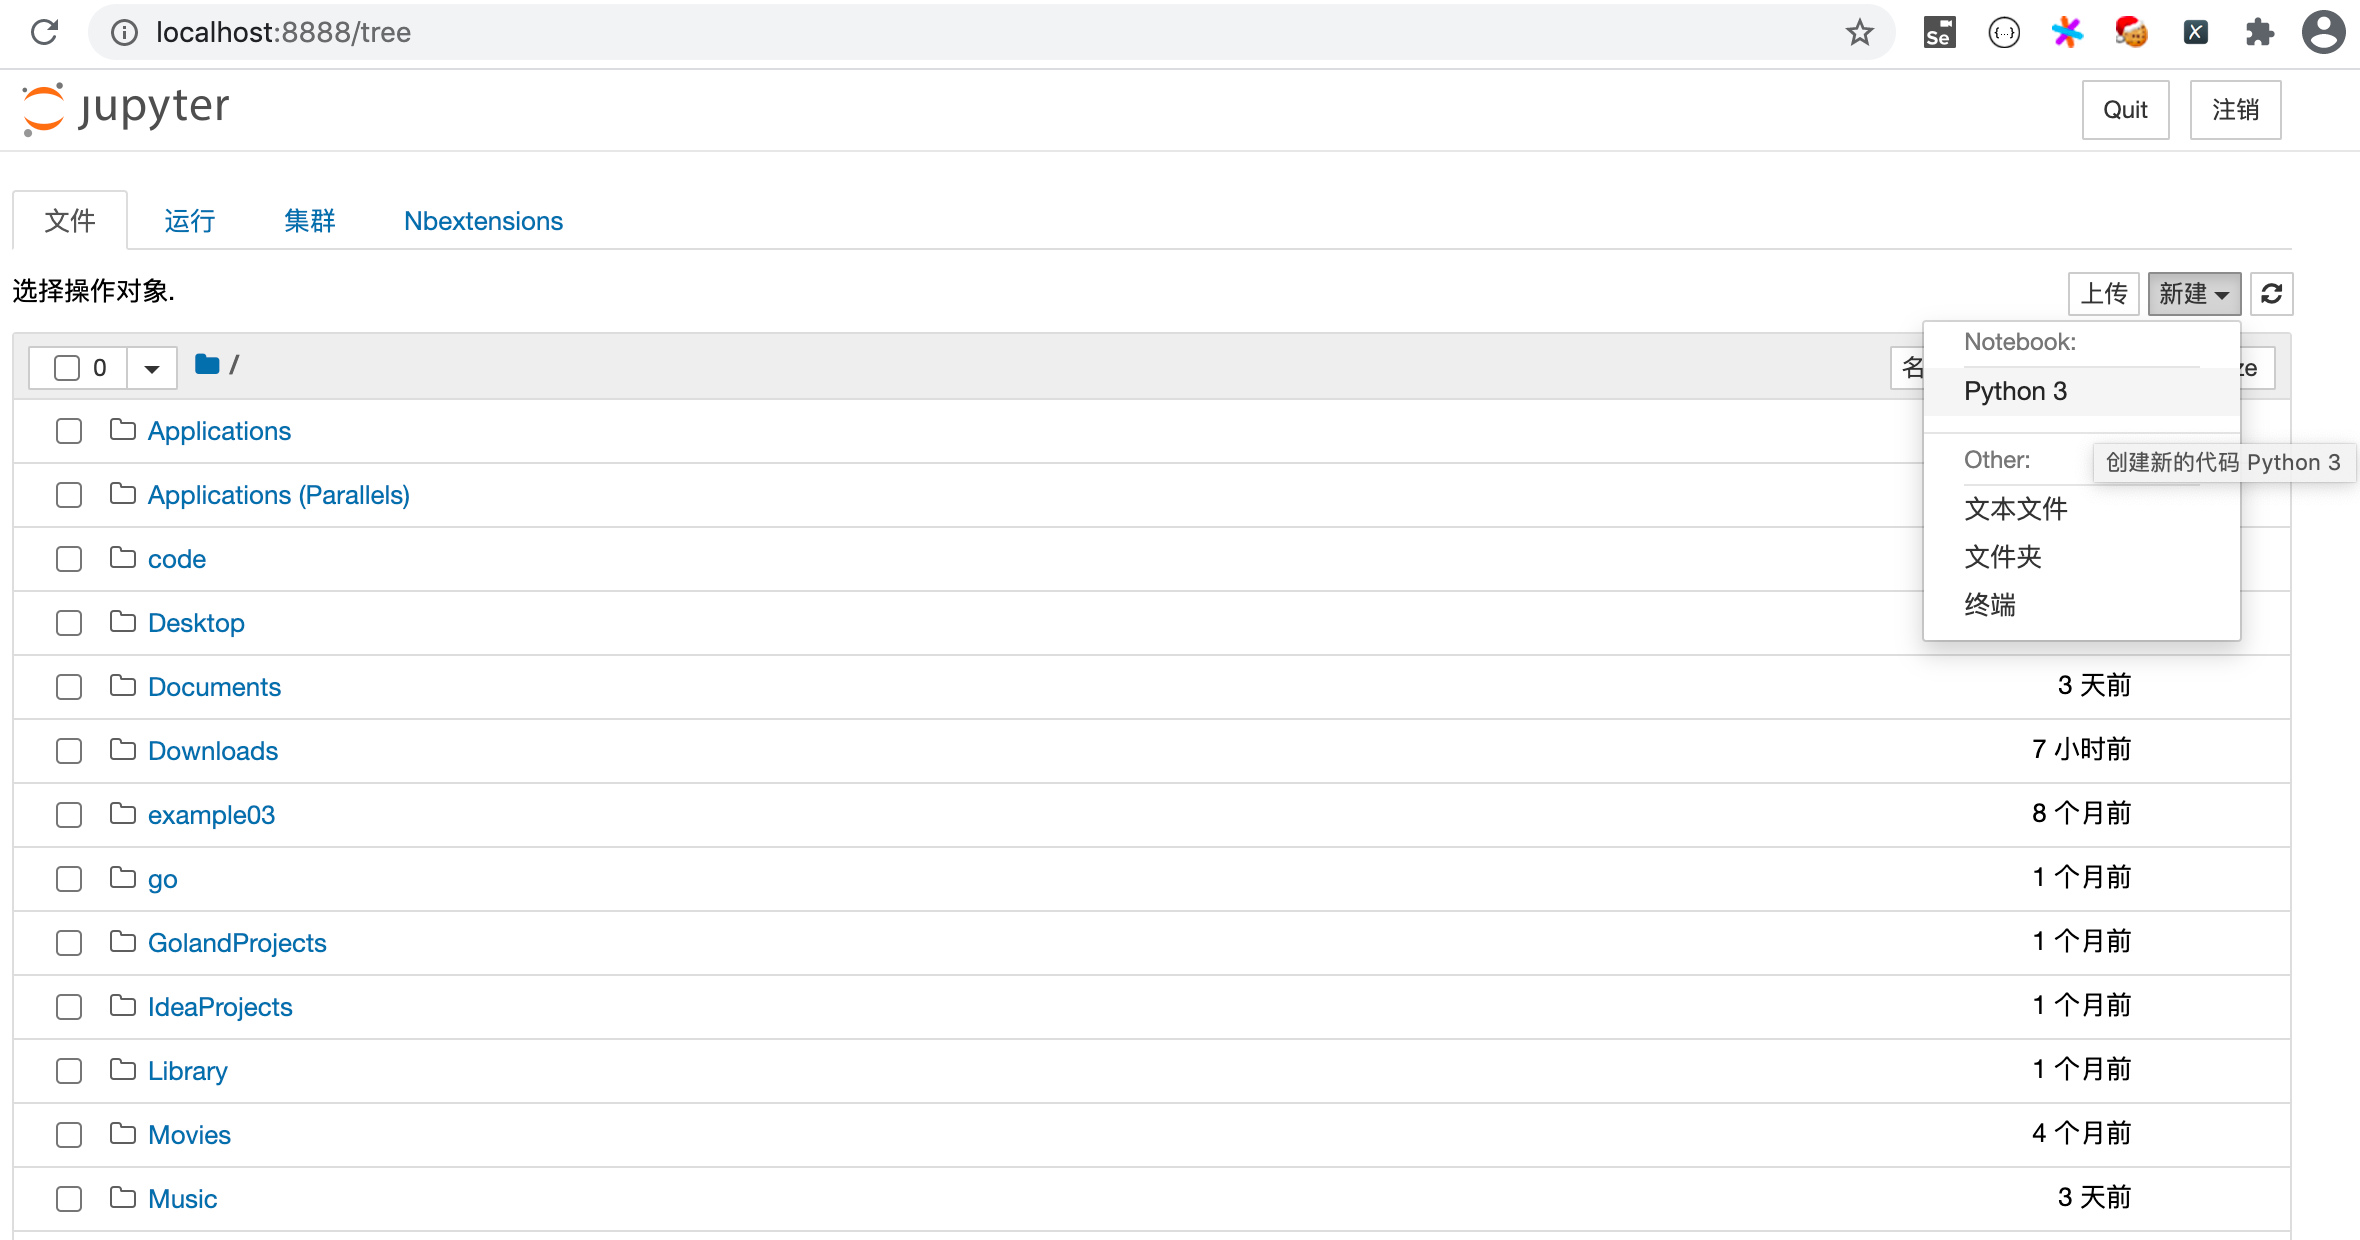 localhost:8888/tree
Se
{...}
X
jupyter
Quit 注销
文件 运行 集群 Nbextensions
选择操作对象.
上传 新建
0 /
名
Notebook:
Python 3
Other:
创建新的代码 Python 3
文本文件
文件夹
终端
Applications
Applications (Parallels)
code
Desktop
Documents 3 天前
Downloads 7 小时前
example03 8 个月前
go 1 个月前
GolandProjects 1 个月前
IdeaProjects 1 个月前
Library 1 个月前
Movies 4 个月前
Music 3 天前